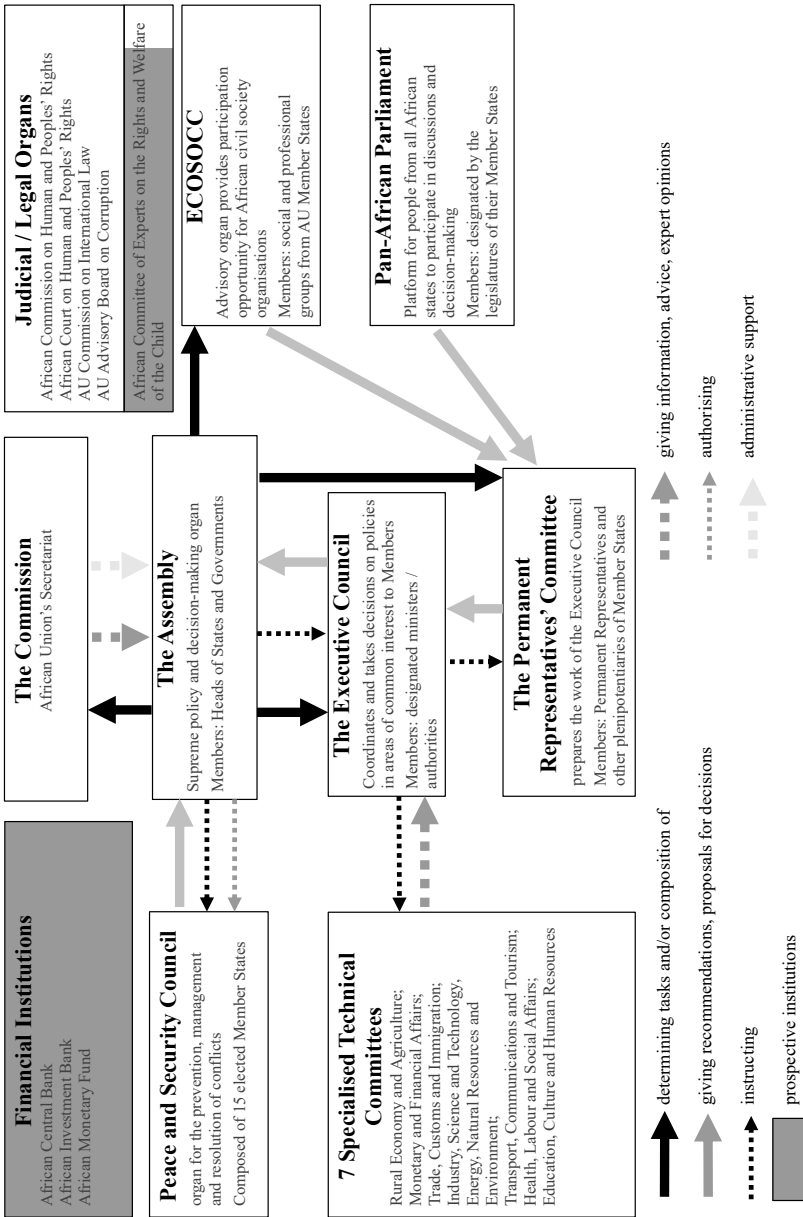 Financial Institutions
African Central Bank
African Investment Bank
African Monetary Fund
The Commission
African Union's Secretariat
Judicial / Legal Organs
African Commission on Human and Peoples' Rights
African Court on Human and Peoples' Rights
AU Commission on International Law
AU Advisory Board on Corruption
African Committee of Experts on the Rights and Welfare
of the Child
Peace and Security Council
organ for the prevention, management
and resolution of conflicts
Composed of 15 elected Member States
The Assembly
Supreme policy and decision-making organ
Members: Heads of States and Governments
ECOSOCC
Advisory organ provides participation
opportunity for African civil society
organisations
Members: social and professional
groups from AU Member States
7 Specialised Technical
Committees
Rural Economy and Agriculture;
Monetary and Financial Affairs;
Trade, Customs and Immigration;
Industry, Science and Technology,
Energy, Natural Resources and
Environment;
Transport, Communications and Tourism;
Health, Labour and Social Affairs;
Education, Culture and Human Resources
The Executive Council
Coordinates and takes decisions on policies
in areas of common interest to Members
Members: designated ministers /
authorities
Pan-African Parliament
Platform for people from all African
states to participate in discussions and
decision-making
Members: designated by the
legislatures of their Member States
The Permanent
Representatives' Committee
prepares the work of the Executive Council
Members: Permanent Representatives and
other plenipotentiaries of Member States
determining tasks and/or composition of
giving recommendations, proposals for decisions
instructing
prospective institutions
giving information, advice, expert opinions
authorising
administrative support